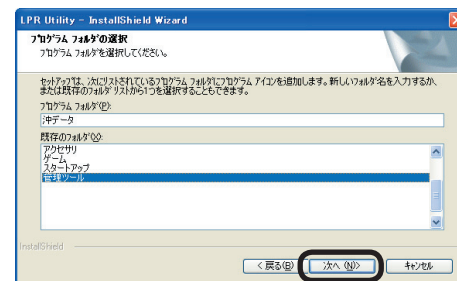 LPR Utility - InstallShield Wizard
ﾌﾟﾛｸﾞﾗﾑ ﾌｫﾙﾀﾞの選択
ﾌﾟﾛｸﾞﾗﾑ ﾌｫﾙﾀﾞを選択してください。
ｾｯﾄｱｯﾌﾟは、次にﾘｽﾄされているﾌﾟﾛｸﾞﾗﾑ ﾌｫﾙﾀﾞにﾌﾟﾛｸﾞﾗﾑ ｱｲｺﾝを追加します。新しいﾌｫﾙﾀﾞ名を入力するか、
または既存のﾌｫﾙﾀﾞ ﾘｽﾄから1つを選択することもできます。
ﾌﾟﾛｸﾞﾗﾑ ﾌｫﾙﾀﾞ(P):
沖データ
既存のﾌｫﾙﾀﾞ(X):
アクセサリ
ゲーム
スタートアップ
管理ツール
InstallShield
< 戻る(B)
次へ (N)>
ｷｬﾝｾﾙ